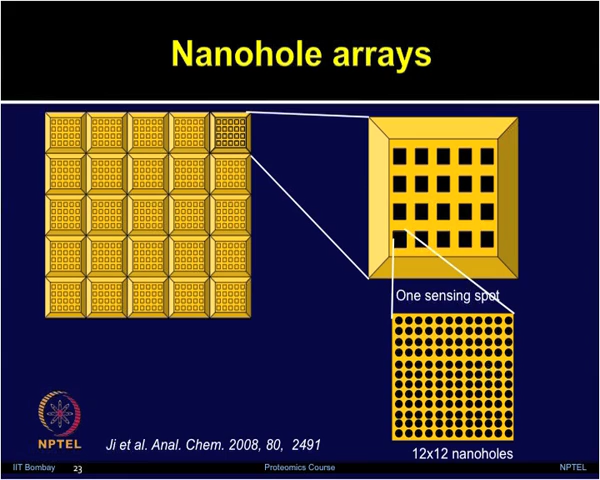 Nanohole arrays
One sensing spot
NPTEL
Ji et al. Anal. Chem. 2008, 80, 2491
12x12 nanoholes
IIT Bombay 23 Proteomics Course NPTEL